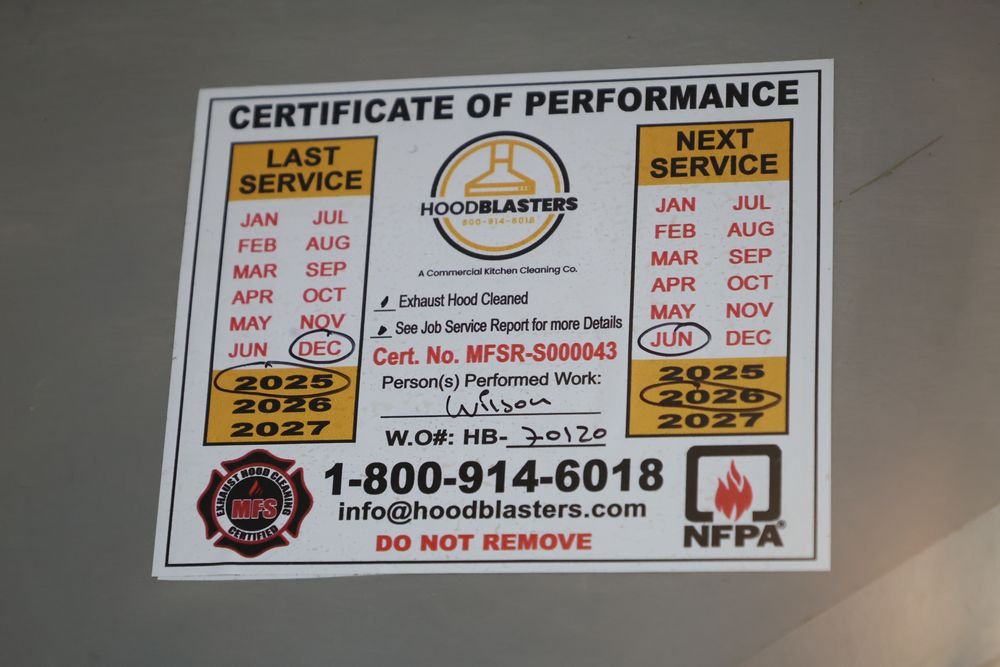 CERTIFICATE OF PERFORMANCE
LAST
SERVICE
JAN JUL
FEB AUG
MAR SEP
APR OCT
MAY NOV
JUN DEC
2025
2026
2027
HOODBLASTERS
800-914-6018
A Commercial Kitchen Cleaning Co.
Exhaust Hood Cleaned
See Job Service Report for more Details
Cert. No. MFSR-S000043
Person(s) Performed Work:
Wilson
W.O#: HB-70120
NEXT
SERVICE
JAN JUL
FEB AUG
MAR SEP
APR OCT
MAY NOV
JUN DEC
2025
2026
2027
EXHAUST HOOD CLEANING
MFS
CERTIFIED
1-800-914-6018
info@hoodblasters.com
DO NOT REMOVE
NFPA®